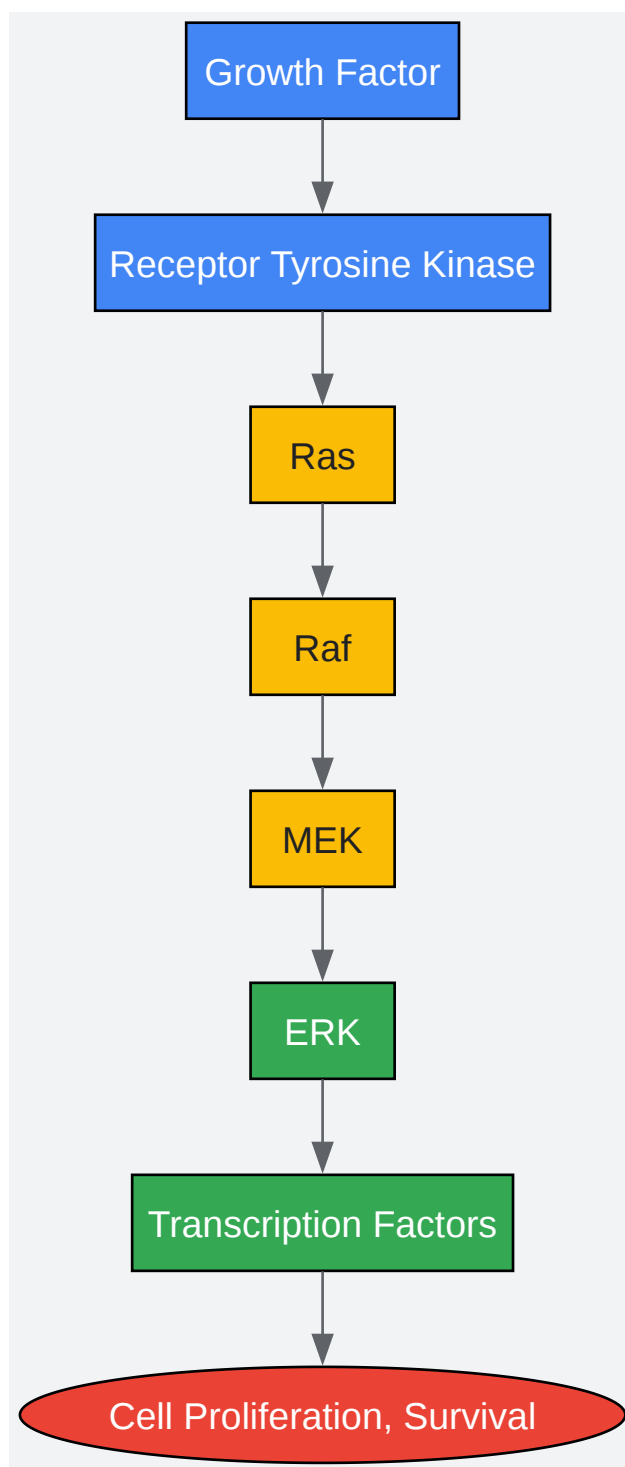 Growth Factor
Receptor Tyrosine Kinase
Ras
Raf
MEK
ERK
Transcription Factors
Cell Proliferation, Survival